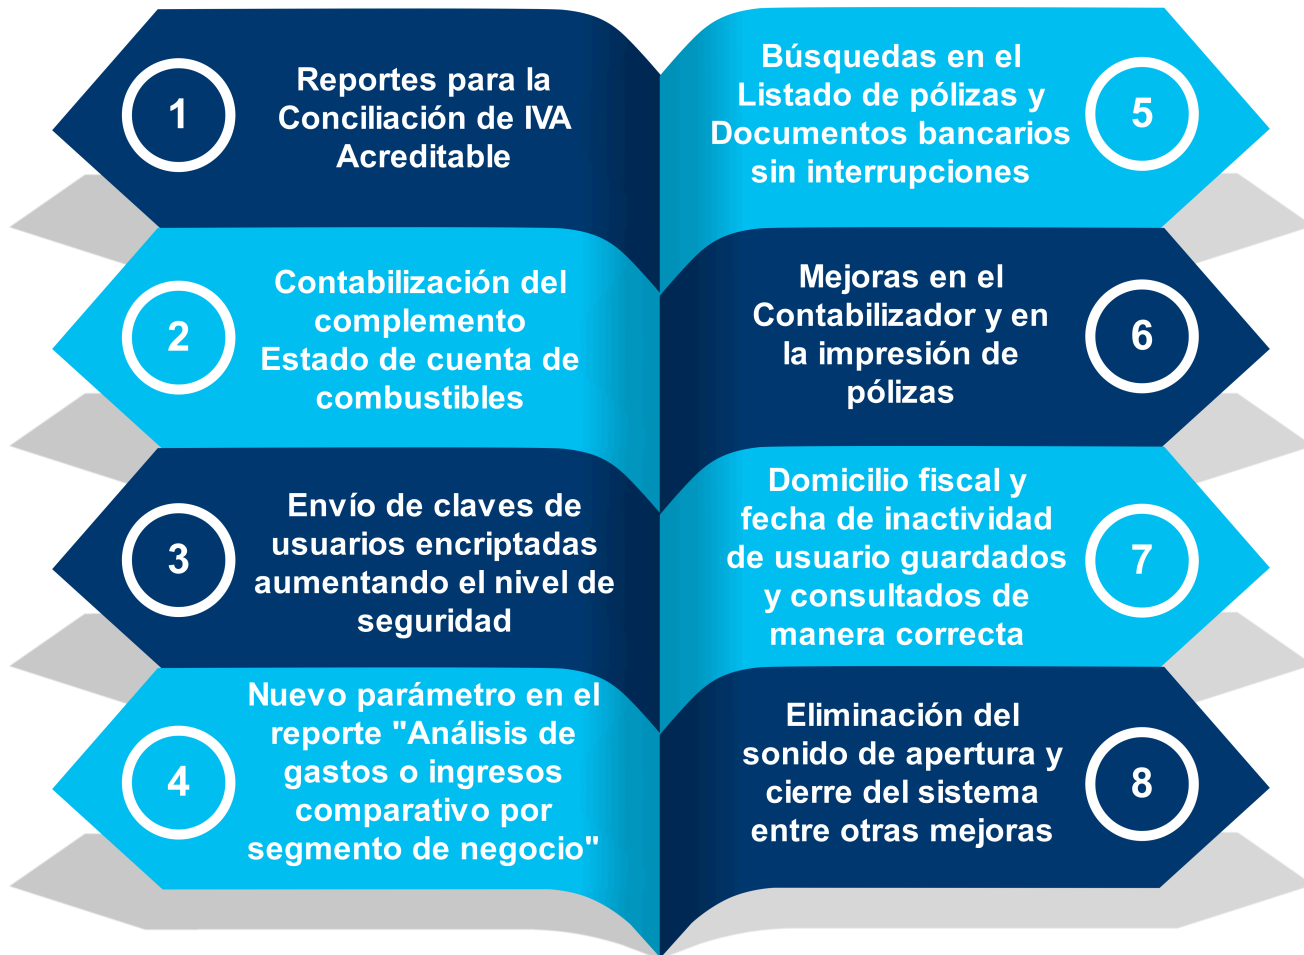 1
Reportes para la
Conciliación de IVA
Acreditable
2
Contabilización del
complemento
Estado de cuenta de
combustibles
3
Envío de claves de
usuarios encriptadas
aumentando el nivel de
seguridad
4
Nuevo parámetro en el
reporte "Análisis de
gastos o ingresos
comparativo por
segmento de negocio"
5
Búsquedas en el
Listado de pólizas y
Documentos bancarios
sin interrupciones
6
Mejoras en el
Contabilizador y en
la impresión de
pólizas
7
Domicilio fiscal y
fecha de inactividad
de usuario guardados
y consultados de
manera correcta
8
Eliminación del
sonido de apertura y
cierre del sistema
entre otras mejoras